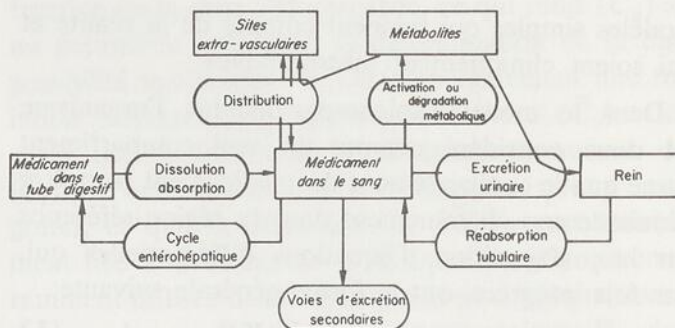 Sites
extra-vasculaires
Métabolites
Distribution
Activation ou
dégradation
métabolique
Médicament
dans le
tube digestif
Dissolution
absorption
Médicament
dans le sang
Excrétion
urinaire
Rein
Cycle
entérohépatique
Réabsorption
tubulaire
Voies d'éxcrétion
secondaires